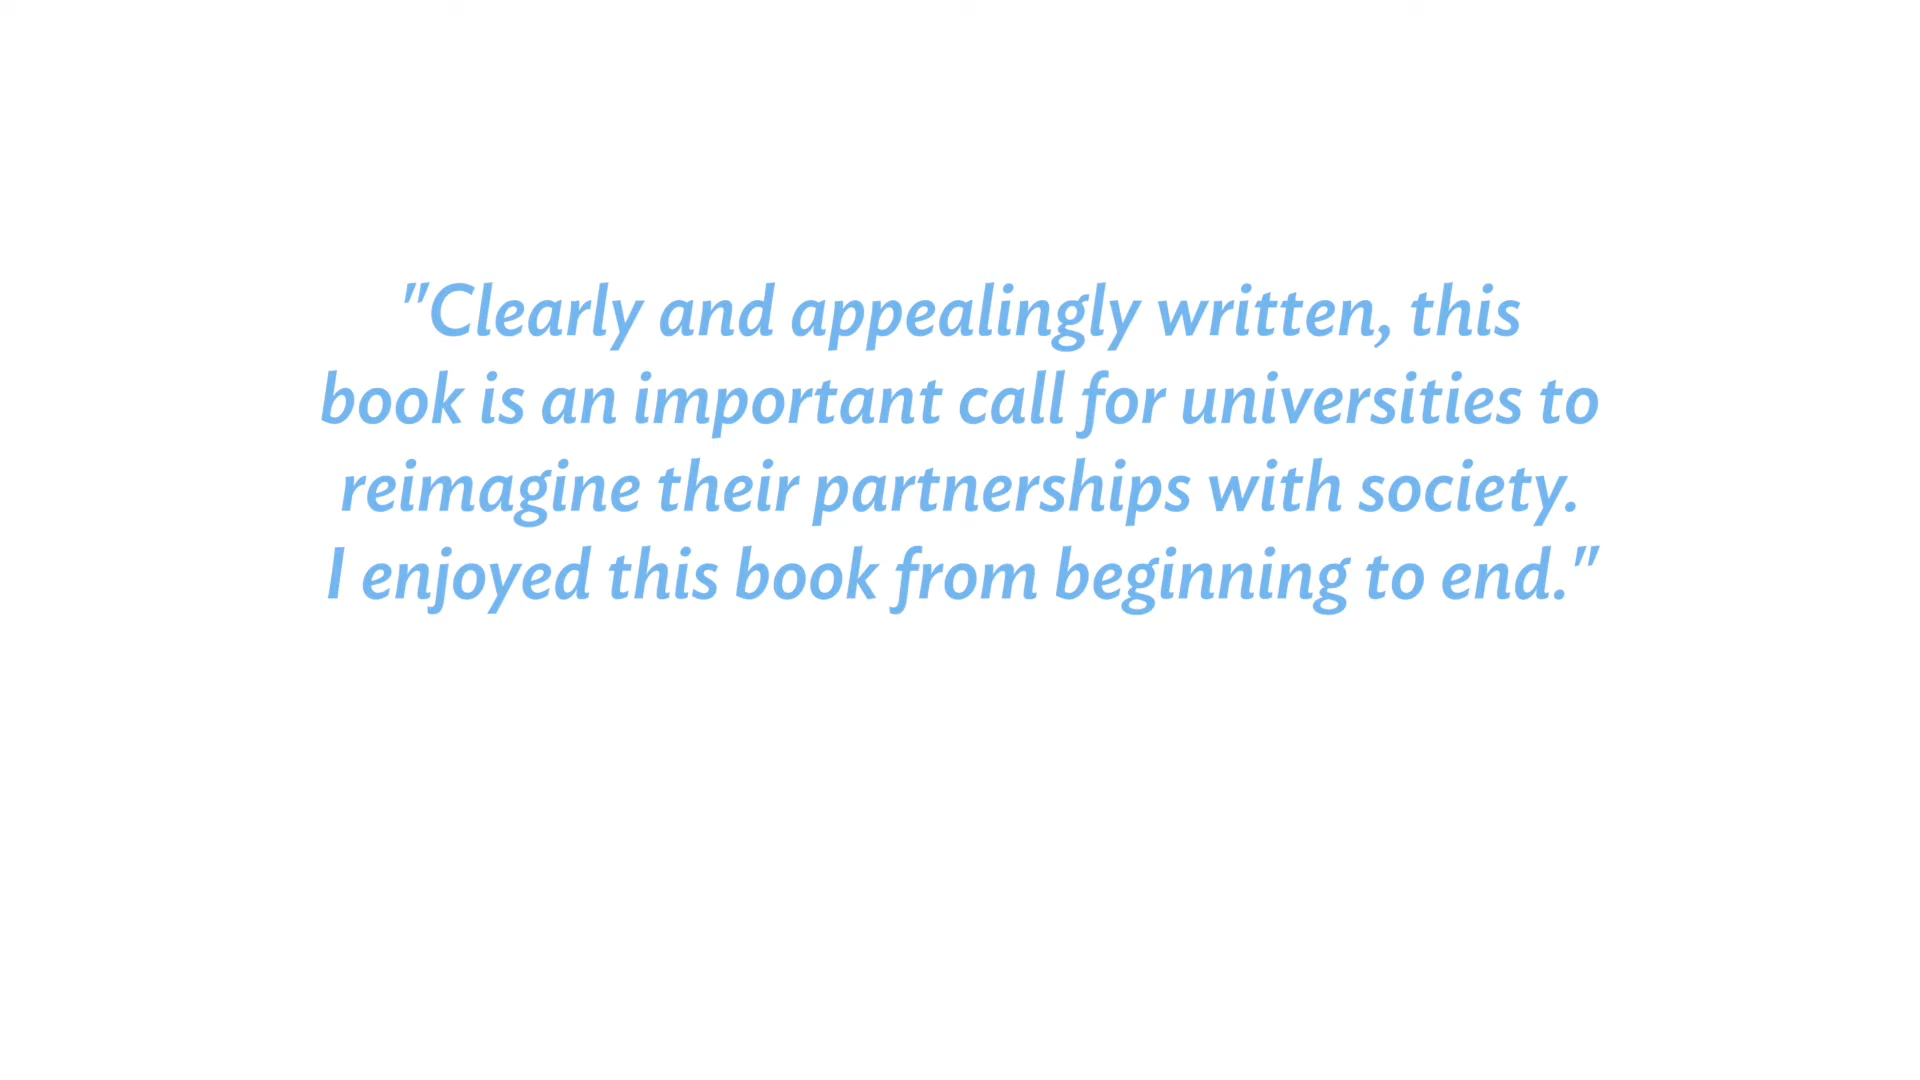 "Clearly and appealingly written, this
book is an important call for universities to
reimagine their partnerships with society.
I enjoyed this book from beginning to end."